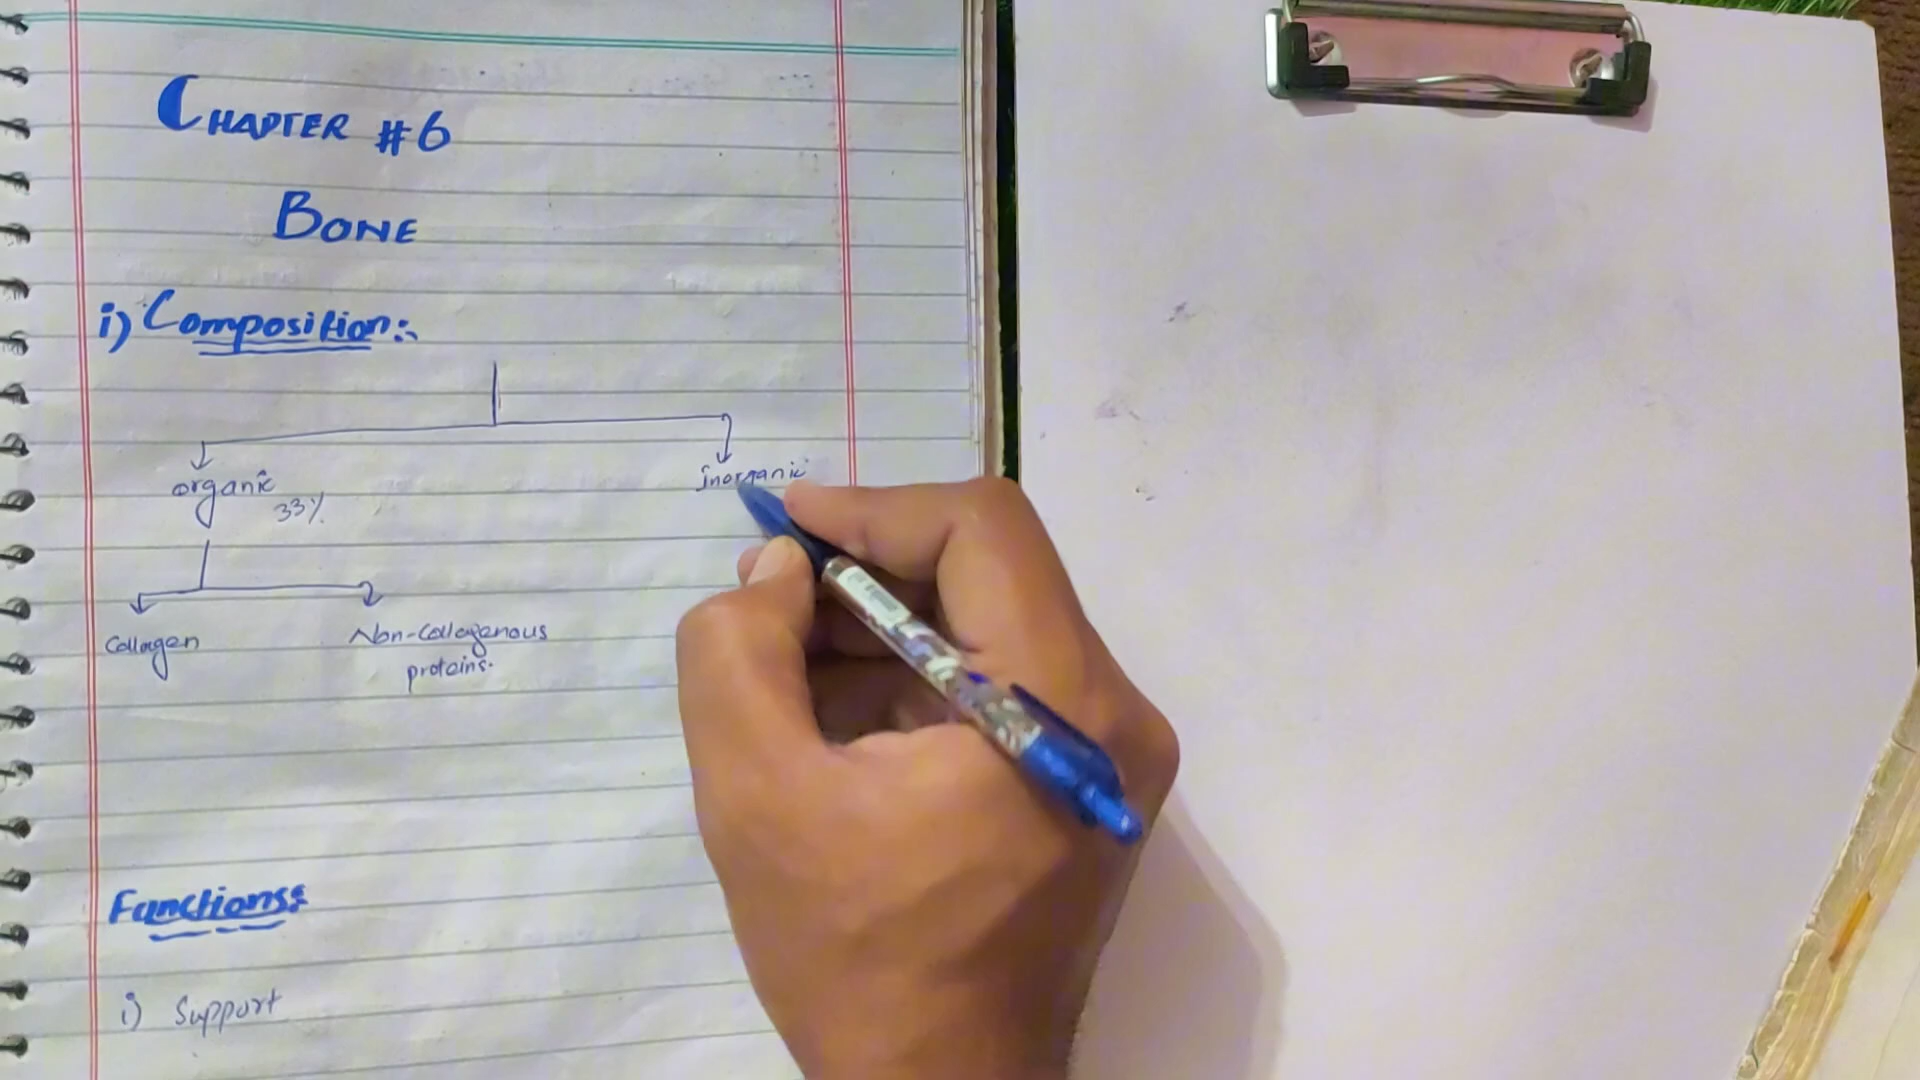 CHAPTER #6
BONE
i) Composition:-
organic
inorganic
33%
Collagen
Non-Collagenous
proteins.
Functions:
i) Support